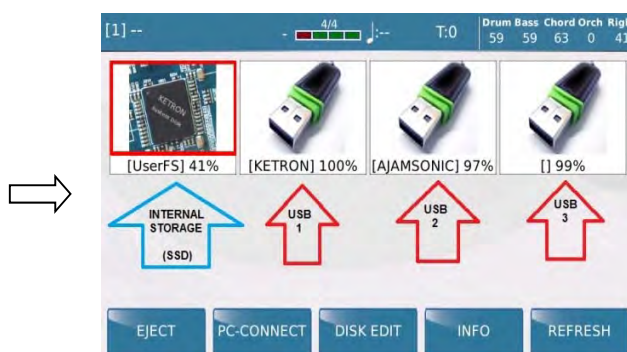 [1] --
- 4/4 :-- T:0
Drum Bass Chord Orch Righ
59 59 63 0 41
KETRON
[UserFS] 41%
[KETRON] 100%
[AJAMSONIC] 97%
[] 99%
INTERNAL
STORAGE
(SSD)
USB
1
USB
2
USB
3
EJECT
PC-CONNECT
DISK EDIT
INFO
REFRESH